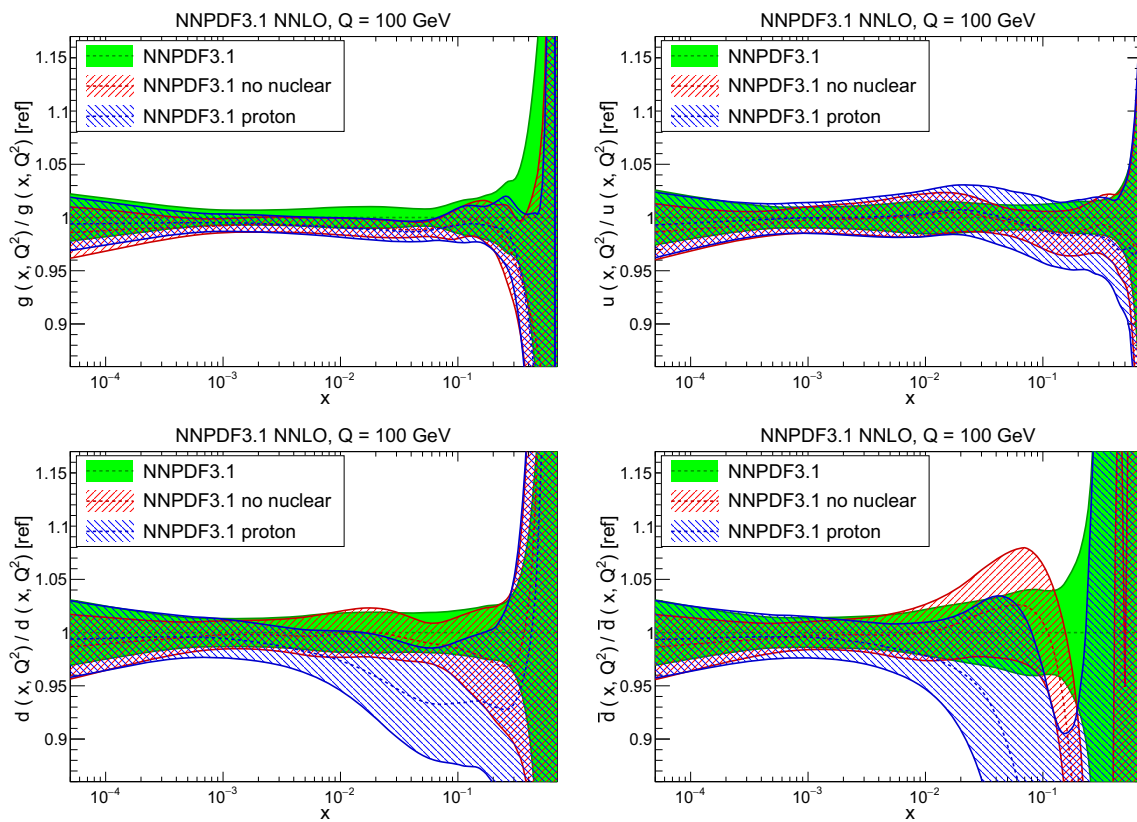 NNPDF3.1 NNLO, Q = 100 GeV
g ( x, Q²) / g ( x, Q²) [ref]
1.15
1.1
1.05
1
0.95
0.9
NNPDF3.1
NNPDF3.1 no nuclear
NNPDF3.1 proton
10⁻⁴ 10⁻³ 10⁻² 10⁻¹
x
NNPDF3.1 NNLO, Q = 100 GeV
u ( x, Q²) / u ( x, Q²) [ref]
1.15
1.1
1.05
1
0.95
0.9
NNPDF3.1
NNPDF3.1 no nuclear
NNPDF3.1 proton
10⁻⁴ 10⁻³ 10⁻² 10⁻¹
x
NNPDF3.1 NNLO, Q = 100 GeV
d ( x, Q²) / d ( x, Q²) [ref]
1.15
1.1
1.05
1
0.95
0.9
NNPDF3.1
NNPDF3.1 no nuclear
NNPDF3.1 proton
10⁻⁴ 10⁻³ 10⁻² 10⁻¹
x
NNPDF3.1 NNLO, Q = 100 GeV
d̅ ( x, Q²) / d̅ ( x, Q²) [ref]
1.15
1.1
1.05
1
0.95
0.9
NNPDF3.1
NNPDF3.1 no nuclear
NNPDF3.1 proton
10⁻⁴ 10⁻³ 10⁻² 10⁻¹
x